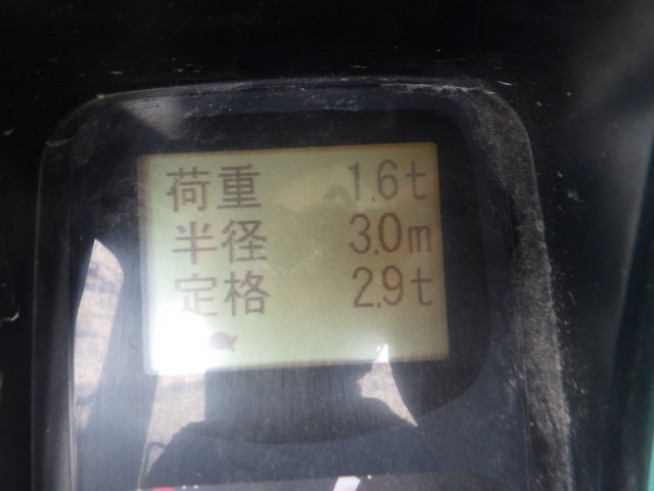 荷重 1.6t
半径 3.0m
定格 2.9t